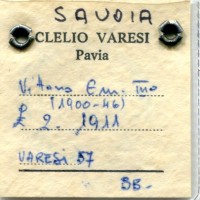 SAVOIA
CLELIO VARESI
Pavia
Vittorio Em. III
(1900-46)
£ 2. 1911
VARESI 57
BB.